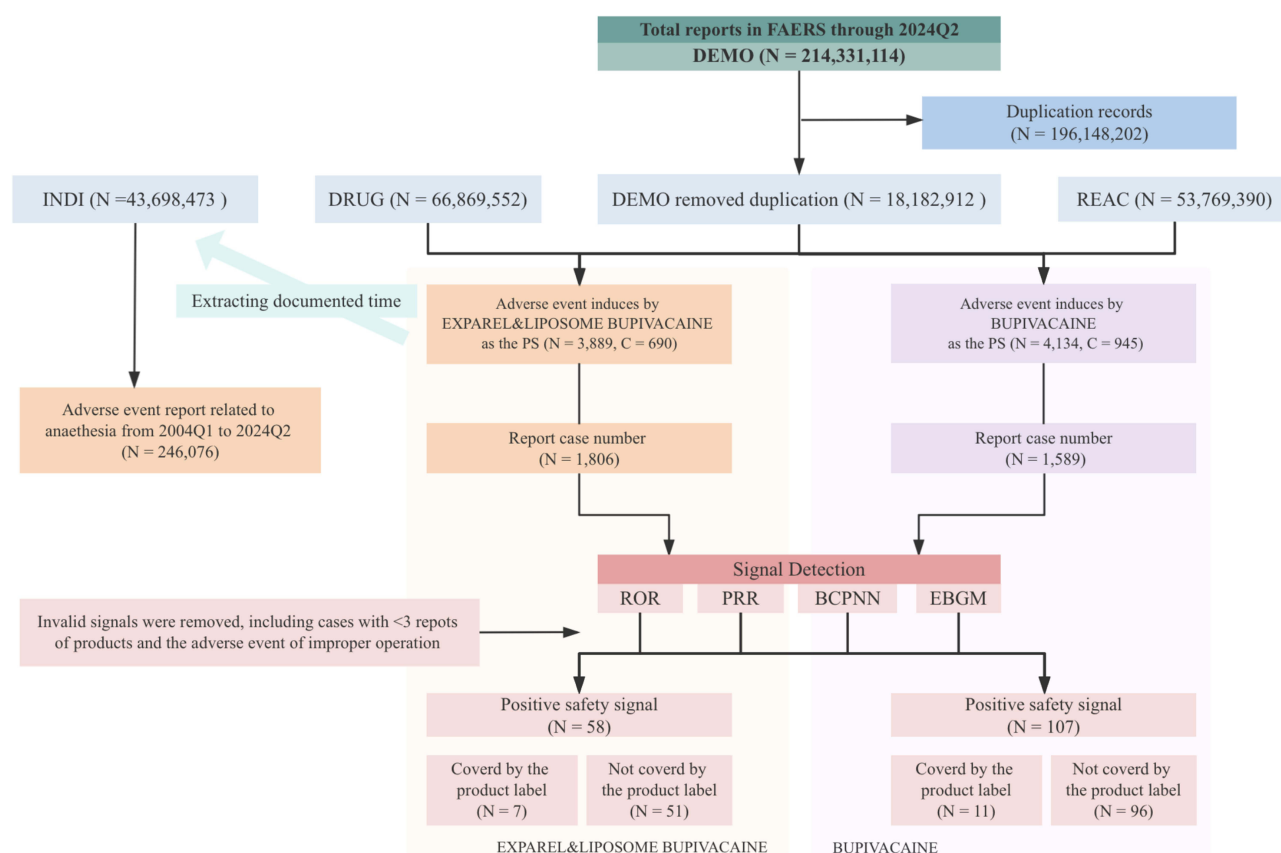 Total reports in FAERS through 2024Q2
DEMO (N = 214,331,114)
Duplication records
(N = 196,148,202)
INDI (N =43,698,473 )
DRUG (N = 66,869,552)
DEMO removed duplication (N = 18,182,912 )
REAC (N = 53,769,390)
Extracting documented time
Adverse event induces by
EXPAREL&LIPOSOME BUPIVACAINE
as the PS (N = 3,889, C = 690)
Adverse event induces by
BUPIVACAINE
as the PS (N = 4,134, C = 945)
Adverse event report related to
anaethesia from 2004Q1 to 2024Q2
(N = 246,076)
Report case number
(N = 1,806)
Report case number
(N = 1,589)
Signal Detection
ROR
PRR
BCPNN
EBGM
Invalid signals were removed, including cases with <3 repots
of products and the adverse event of improper operation
Positive safety signal
(N = 58)
Positive safety signal
(N = 107)
Coverd by the
product label
(N = 7)
Not coverd by
the product label
(N = 51)
Coverd by the
product label
(N = 11)
Not coverd by
the product label
(N = 96)
EXPAREL&LIPOSOME BUPIVACAINE
BUPIVACAINE